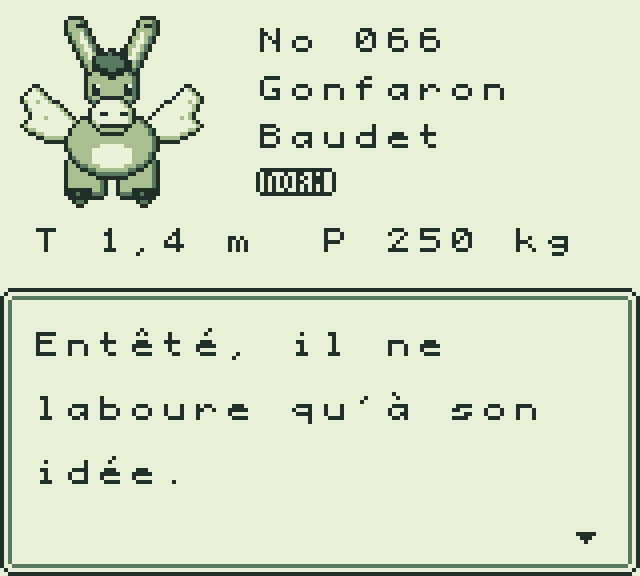 No 066
Gonfaron
Baudet
NORM
T 1,4 m P 250 kg
Entêté, il ne
laboure qu'à son
idée.